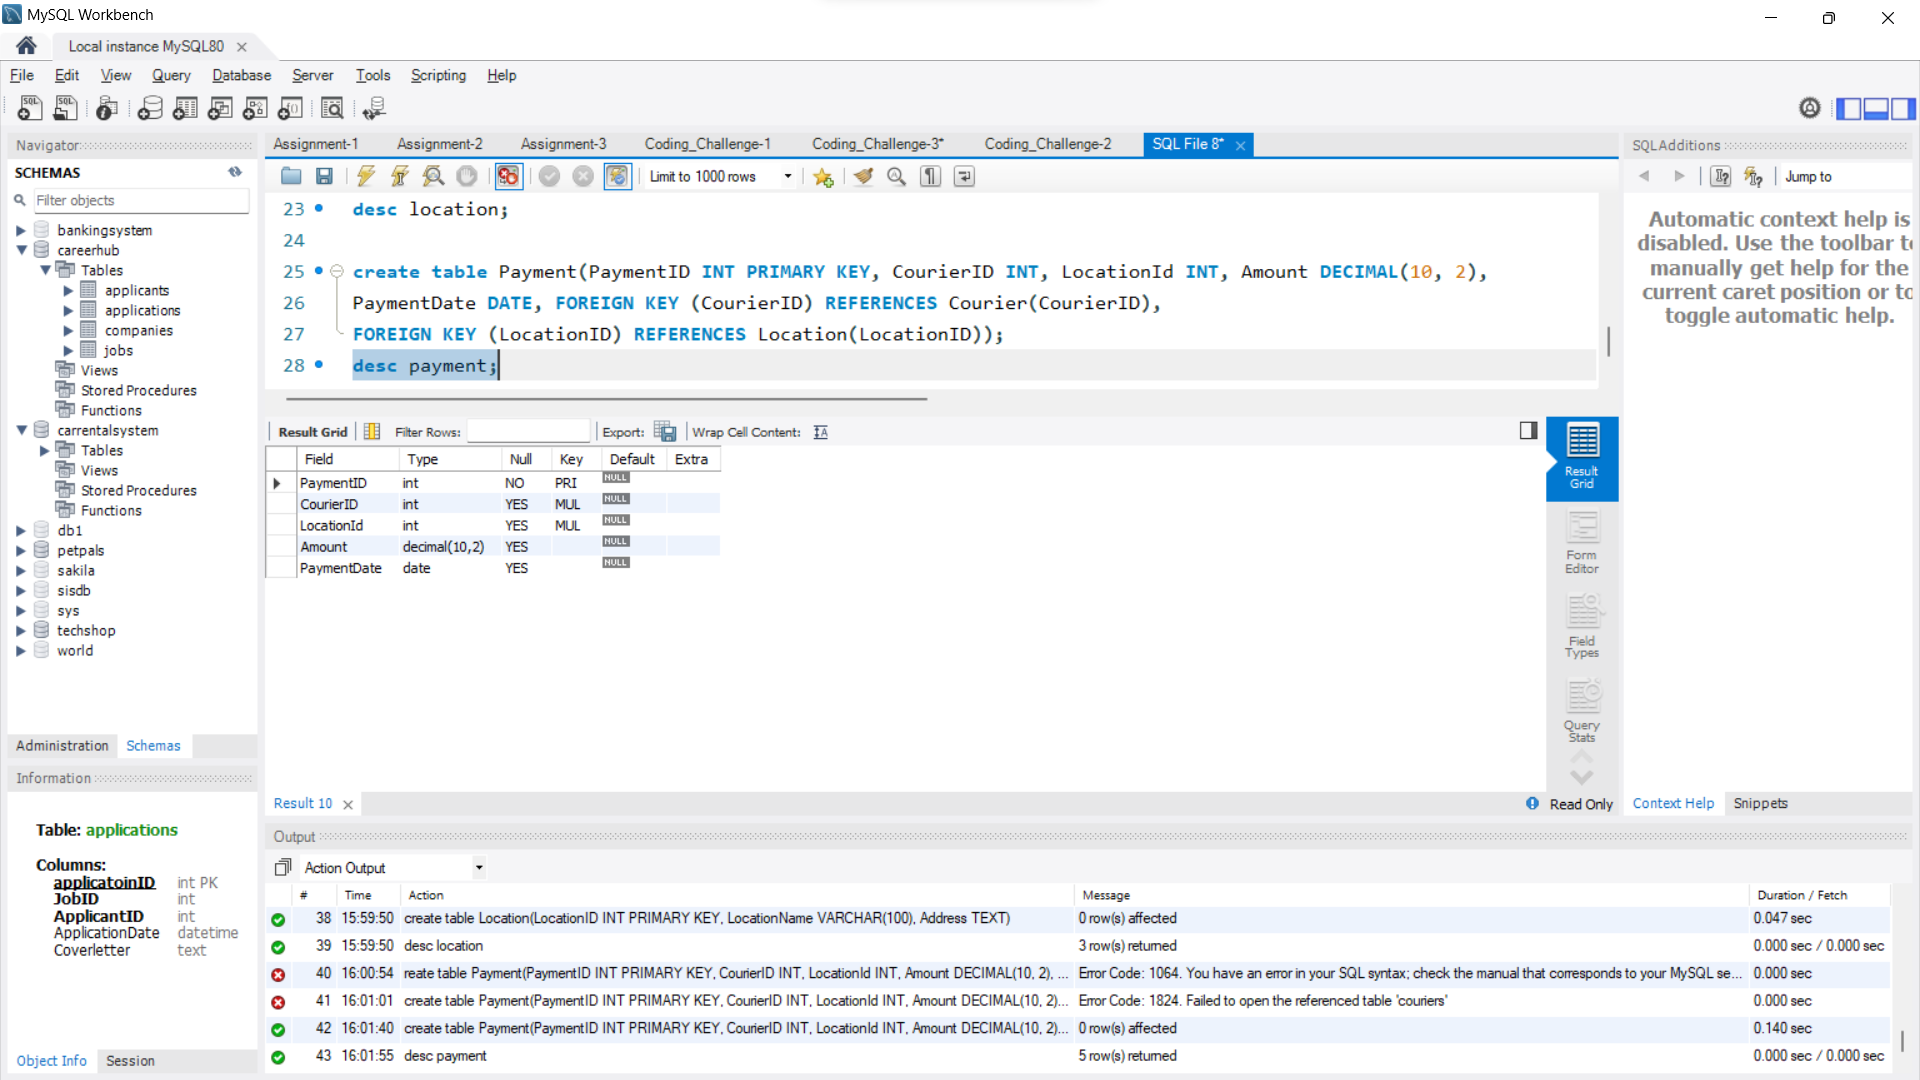 MySQL Workbench
Local instance MySQL80
File Edit View Query Database Server Tools Scripting Help
Navigator
SCHEMAS
Filter objects
bankingsystem
careerhub
Tables
applicants
applications
companies
jobs
Views
Stored Procedures
Functions
carrentalsystem
Tables
Views
Stored Procedures
Functions
db1
petpals
sakila
sisdb
sys
techshop
world
Administration Schemas
Information
Table: applications
Columns:
applicatoinID int PK
JobID int
ApplicantID int
ApplicationDate datetime
Coverletter text
Object Info Session
Assignment-1 Assignment-2 Assignment-3 Coding_Challenge-1 Coding_Challenge-3* Coding_Challenge-2 SQL File 8*
Limit to 1000 rows
23 desc location;
24
25 create table Payment(PaymentID INT PRIMARY KEY, CourierID INT, LocationId INT, Amount DECIMAL(10, 2),
26 PaymentDate DATE, FOREIGN KEY (CourierID) REFERENCES Courier(CourierID),
27 FOREIGN KEY (LocationID) REFERENCES Location(LocationID));
28 desc payment;
Result Grid Filter Rows: Export: Wrap Cell Content:
Field Type Null Key Default Extra
PaymentID int NO PRI NULL
CourierID int YES MUL NULL
LocationId int YES MUL NULL
Amount decimal(10,2) YES NULL
PaymentDate date YES NULL
Result Grid
Form Editor
Field Types
Query Stats
Result 10
Read Only
SQLAdditions
Jump to
Automatic context help is
disabled. Use the toolbar to
manually get help for the
current caret position or to
toggle automatic help.
Context Help Snippets
Output
Action Output
# Time Action Message Duration / Fetch
38 15:59:50 create table Location(LocationID INT PRIMARY KEY, LocationName VARCHAR(100), Address TEXT) 0 row(s) affected 0.047 sec
39 15:59:50 desc location 3 row(s) returned 0.000 sec / 0.000 sec
40 16:00:54 reate table Payment(PaymentID INT PRIMARY KEY, CourierID INT, LocationId INT, Amount DECIMAL(10, 2), ... Error Code: 1064. You have an error in your SQL syntax; check the manual that corresponds to your MySQL se... 0.000 sec
41 16:01:01 create table Payment(PaymentID INT PRIMARY KEY, CourierID INT, LocationId INT, Amount DECIMAL(10, 2)... Error Code: 1824. Failed to open the referenced table 'couriers' 0.000 sec
42 16:01:40 create table Payment(PaymentID INT PRIMARY KEY, CourierID INT, LocationId INT, Amount DECIMAL(10, 2)... 0 row(s) affected 0.140 sec
43 16:01:55 desc payment 5 row(s) returned 0.000 sec / 0.000 sec